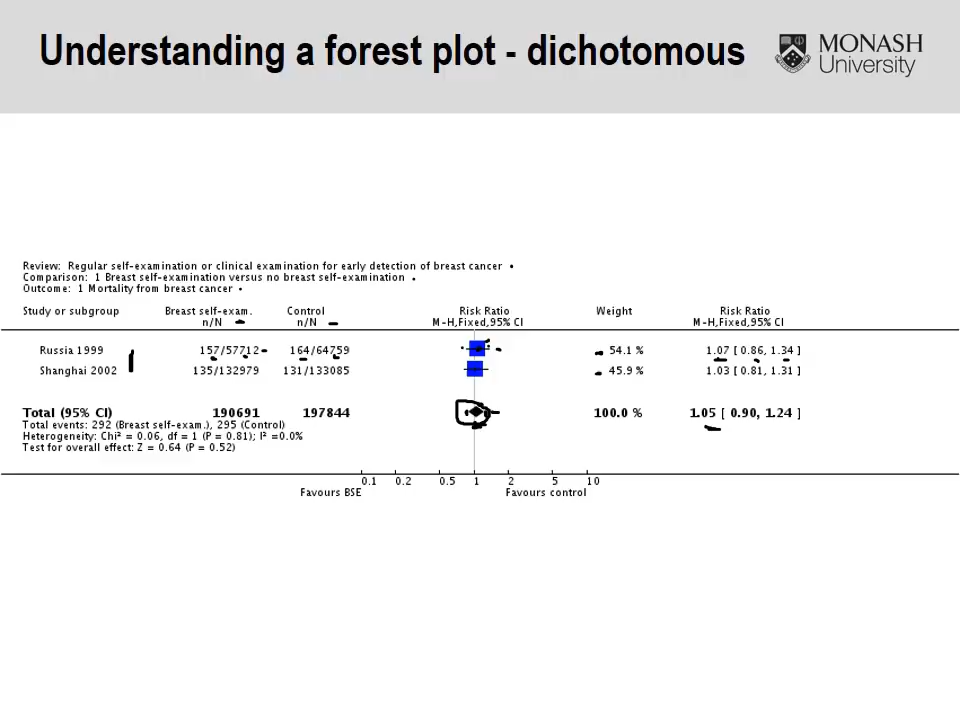 Understanding a forest plot - dichotomous
MONASH
University
Review: Regular self-examination or clinical examination for early detection of breast cancer
Comparison: 1 Breast self-examination versus no breast self-examination
Outcome: 1 Mortality from breast cancer
Study or subgroup Breast self-exam. Control Risk Ratio Weight Risk Ratio
n/N n/N M-H,Fixed,95% CI M-H,Fixed,95% CI
Russia 1999 157/57712 164/64759 54.1 % 1.07 [ 0.86, 1.34 ]
Shanghai 2002 135/132979 131/133085 45.9 % 1.03 [ 0.81, 1.31 ]
Total (95% CI) 190691 197844 100.0 % 1.05 [ 0.90, 1.24 ]
Total events: 292 (Breast self-exam.), 295 (Control)
Heterogeneity: Chi² = 0.06, df = 1 (P = 0.81); I² =0.0%
Test for overall effect: Z = 0.64 (P = 0.52)
0.1 0.2 0.5 1 2 5 10
Favours BSE Favours control